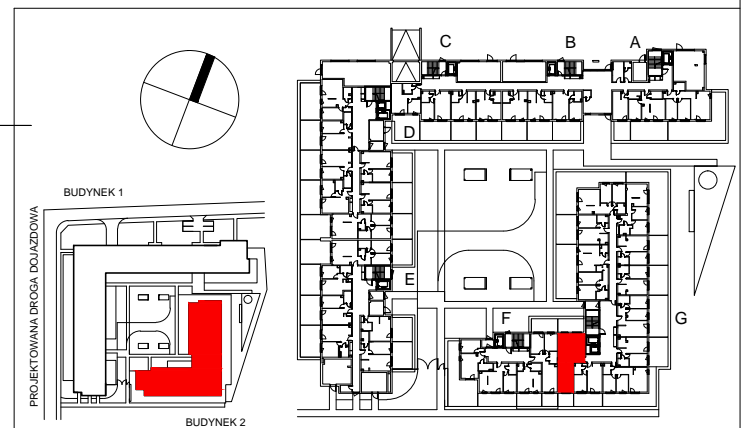 C
B
A
D
BUDYNEK 1
PROJEKTOWANA DROGA DOJAZDOWA
E
F
G
BUDYNEK 2